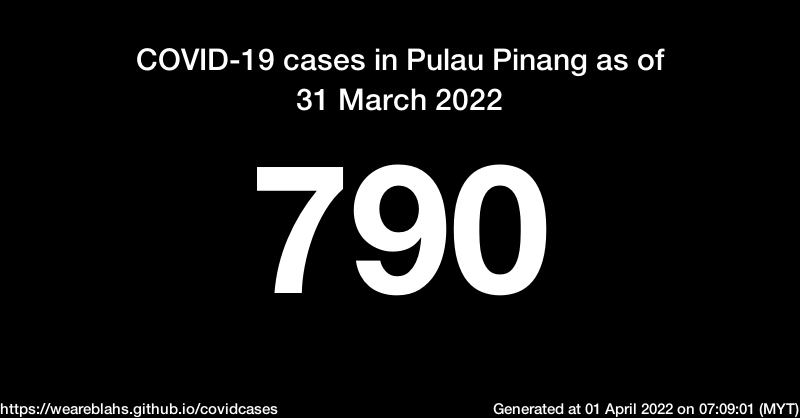 COVID-19 cases in Pulau Pinang as of
31 March 2022
790
https://weareblahs.github.io/covidcases
Generated at 01 April 2022 on 07:09:01 (MYT)